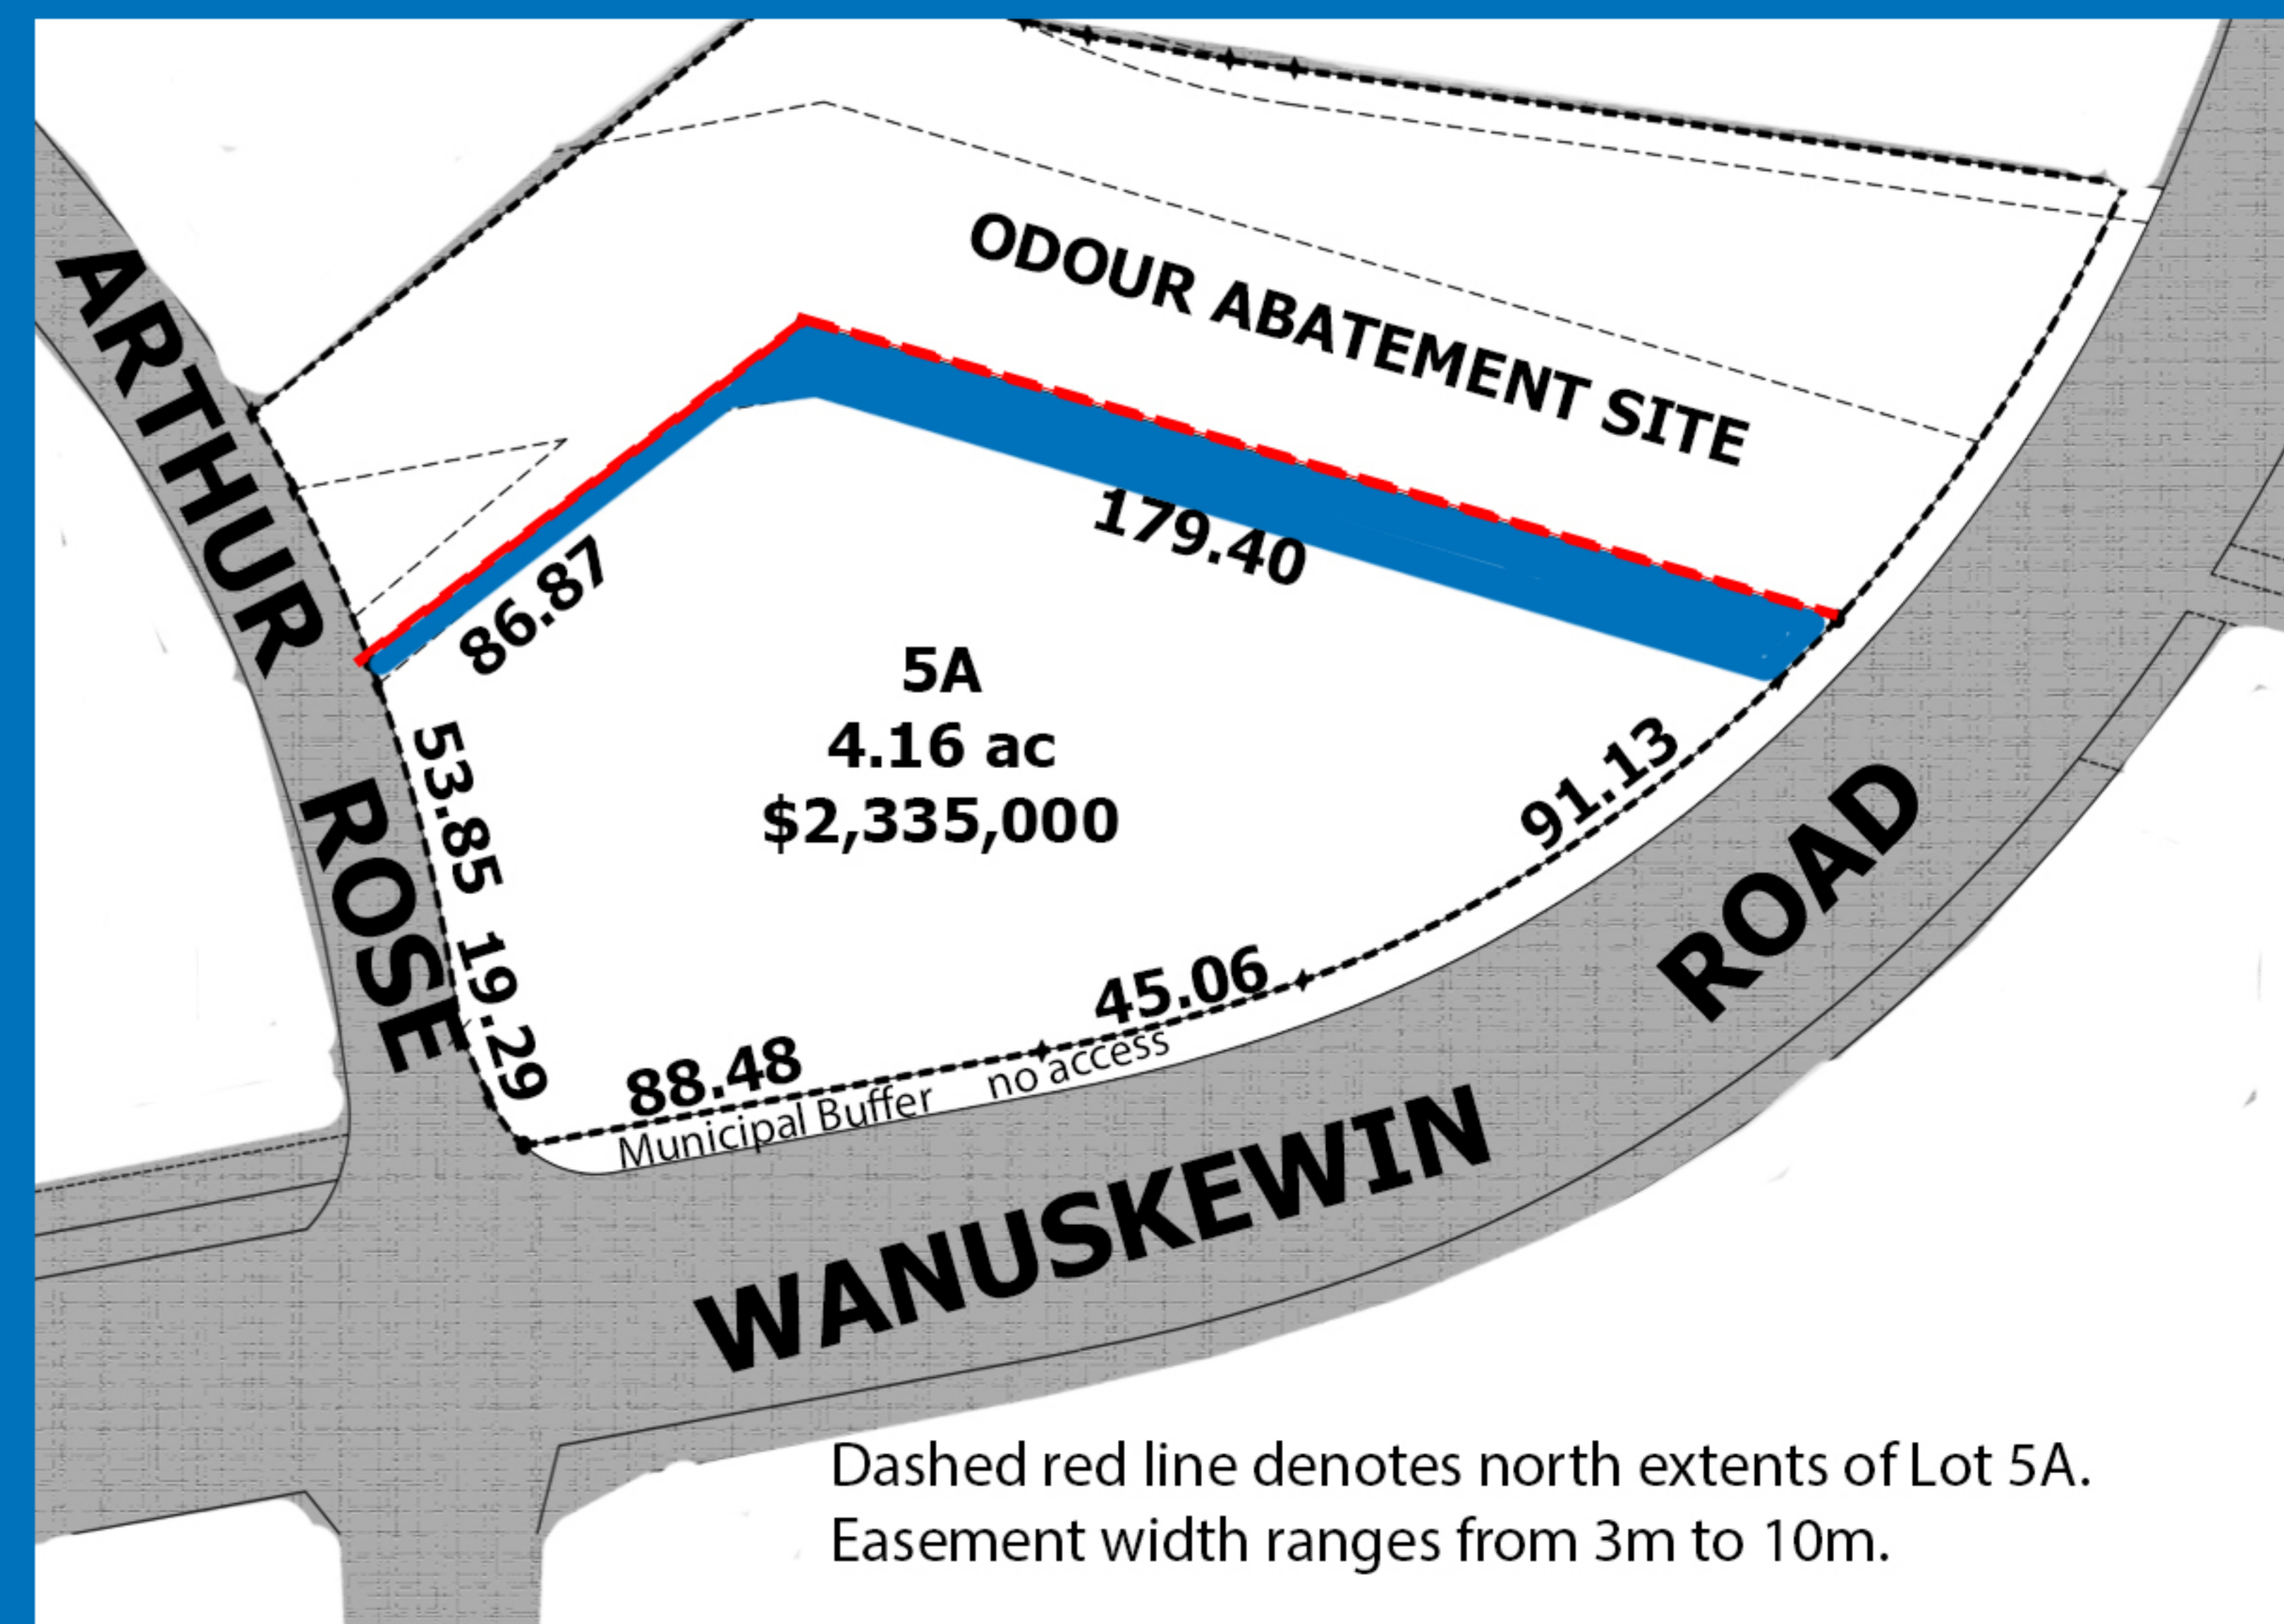 ODOUR ABATEMENT SITE
ARTHUR ROSE
86.87
179.40
5A
4.16 ac
$2,335,000
53.85
19.29
91.13
45.06
88.48
Municipal Buffer no access
WANUSKEWIN ROAD
Dashed red line denotes north extents of Lot 5A.
Easement width ranges from 3m to 10m.